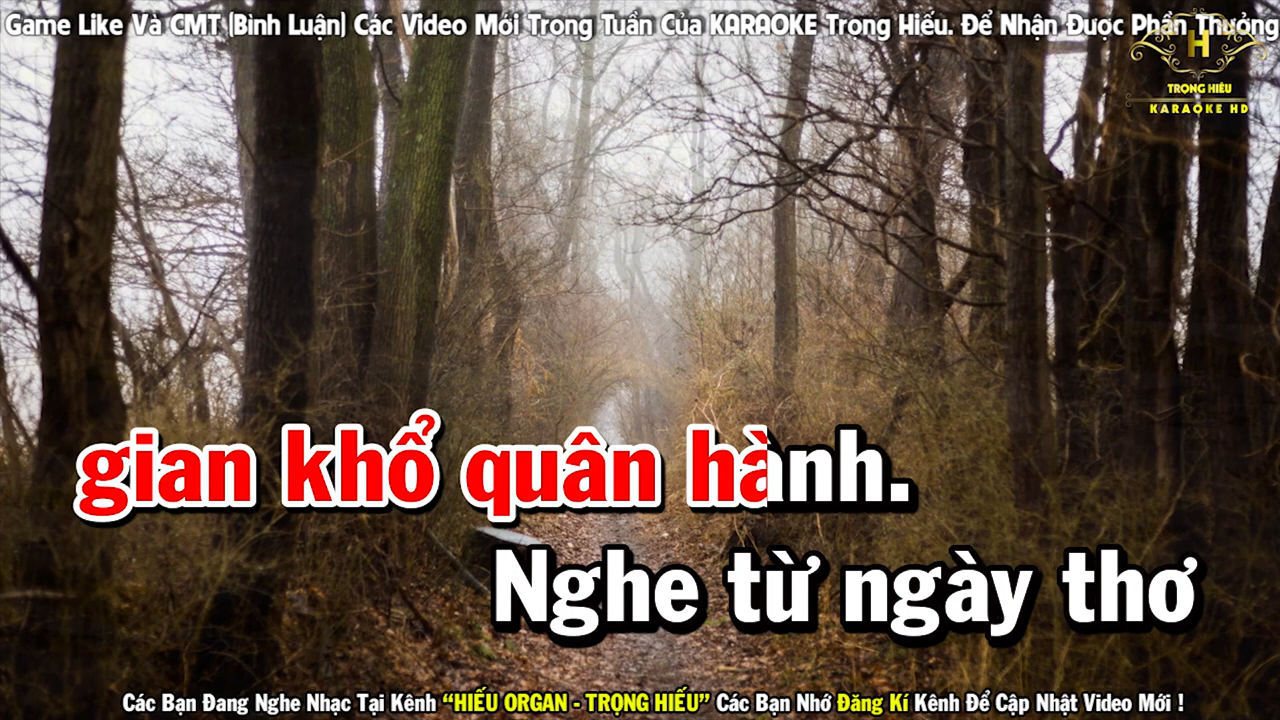 Game Like Và CMT (Bình Luận) Các Video Mới Trong Tuần Của KARAOKE Trọng Hiếu. Để Nhận Được Phần Thưởng
H
TRỌNG HIẾU
KARAOKE HD
gian khổ quân hành.
Nghe từ ngày thơ
Các Bạn Đang Nghe Nhạc Tại Kênh “HIẾU ORGAN - TRỌNG HIẾU” Các Bạn Nhớ Đăng Kí Kênh Để Cập Nhật Video Mới !